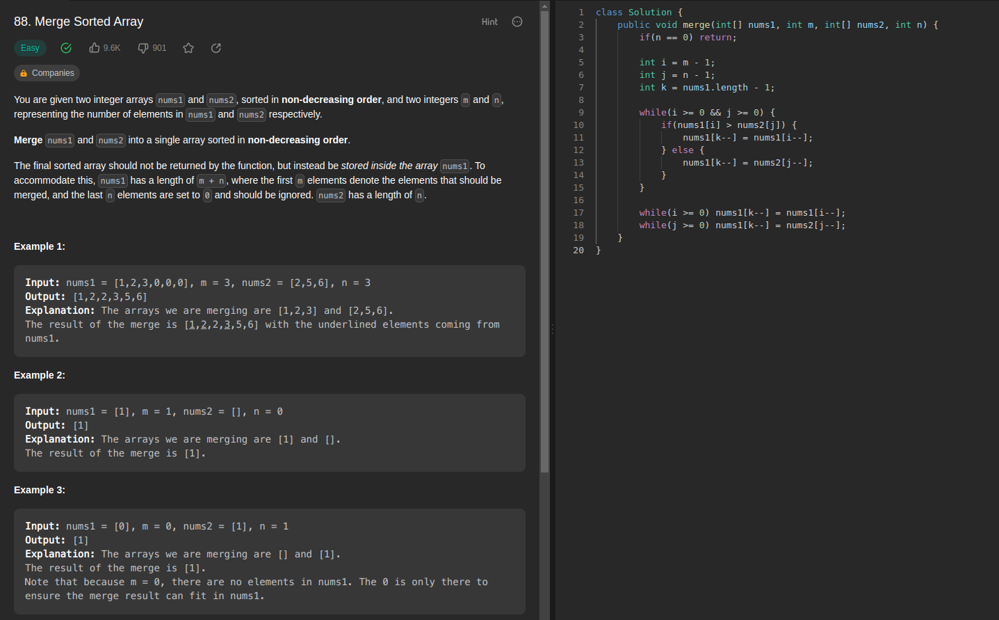 88. Merge Sorted Array
Hint
Easy
9.6K
901
Companies
You are given two integer arrays nums1 and nums2, sorted in non-decreasing order, and two integers m and n,
representing the number of elements in nums1 and nums2 respectively.
Merge nums1 and nums2 into a single array sorted in non-decreasing order.
The final sorted array should not be returned by the function, but instead be stored inside the array nums1. To
accommodate this, nums1 has a length of m + n, where the first m elements denote the elements that should be
merged, and the last n elements are set to 0 and should be ignored. nums2 has a length of n.
Example 1:
Input: nums1 = [1,2,3,0,0,0], m = 3, nums2 = [2,5,6], n = 3
Output: [1,2,2,3,5,6]
Explanation: The arrays we are merging are [1,2,3] and [2,5,6].
The result of the merge is [1,2,2,3,5,6] with the underlined elements coming from
nums1.
Example 2:
Input: nums1 = [1], m = 1, nums2 = [], n = 0
Output: [1]
Explanation: The arrays we are merging are [1] and [].
The result of the merge is [1].
Example 3:
Input: nums1 = [0], m = 0, nums2 = [1], n = 1
Output: [1]
Explanation: The arrays we are merging are [] and [1].
The result of the merge is [1].
Note that because m = 0, there are no elements in nums1. The 0 is only there to
ensure the merge result can fit in nums1.
1 class Solution {
2     public void merge(int[] nums1, int m, int[] nums2, int n) {
3         if(n == 0) return;
4
5         int i = m - 1;
6         int j = n - 1;
7         int k = nums1.length - 1;
8
9         while(i >= 0 && j >= 0) {
10             if(nums1[i] > nums2[j]) {
11                 nums1[k--] = nums1[i--];
12             } else {
13                 nums1[k--] = nums2[j--];
14             }
15         }
16
17         while(i >= 0) nums1[k--] = nums1[i--];
18         while(j >= 0) nums1[k--] = nums2[j--];
19     }
20 }